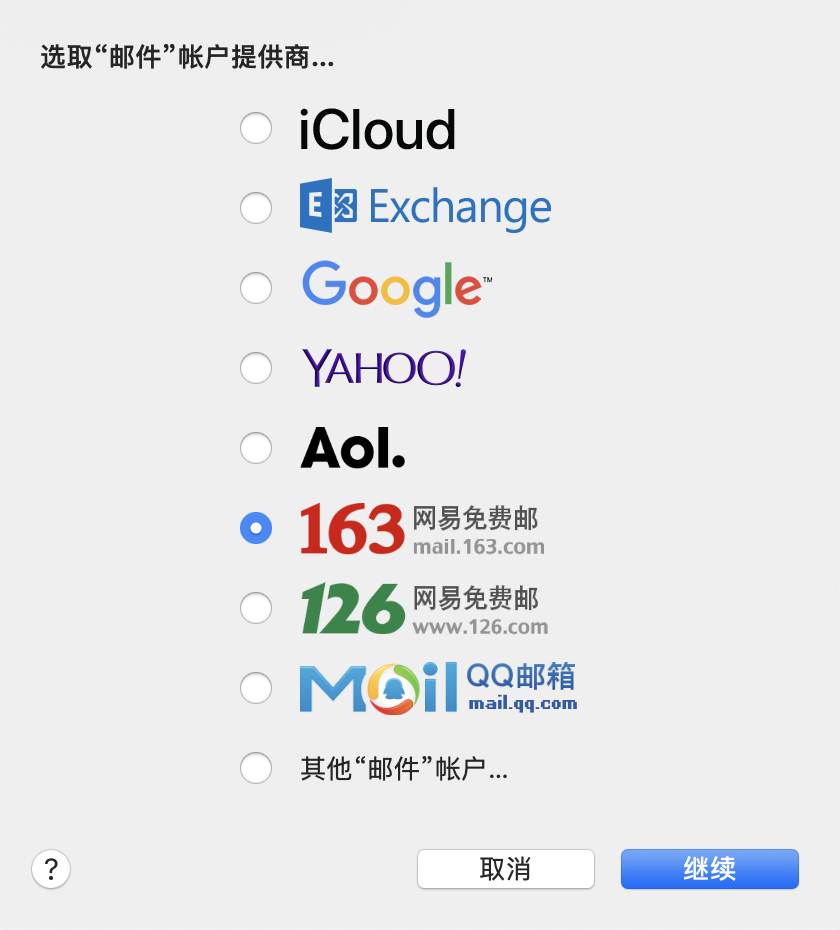 选取“邮件”帐户提供商...
iCloud
E Exchange
Google™
YAHOO!
Aol.
163 网易免费邮
mail.163.com
126 网易免费邮
www.126.com
Mail QQ邮箱
mail.qq.com
其他“邮件”帐户...
? 取消 继续